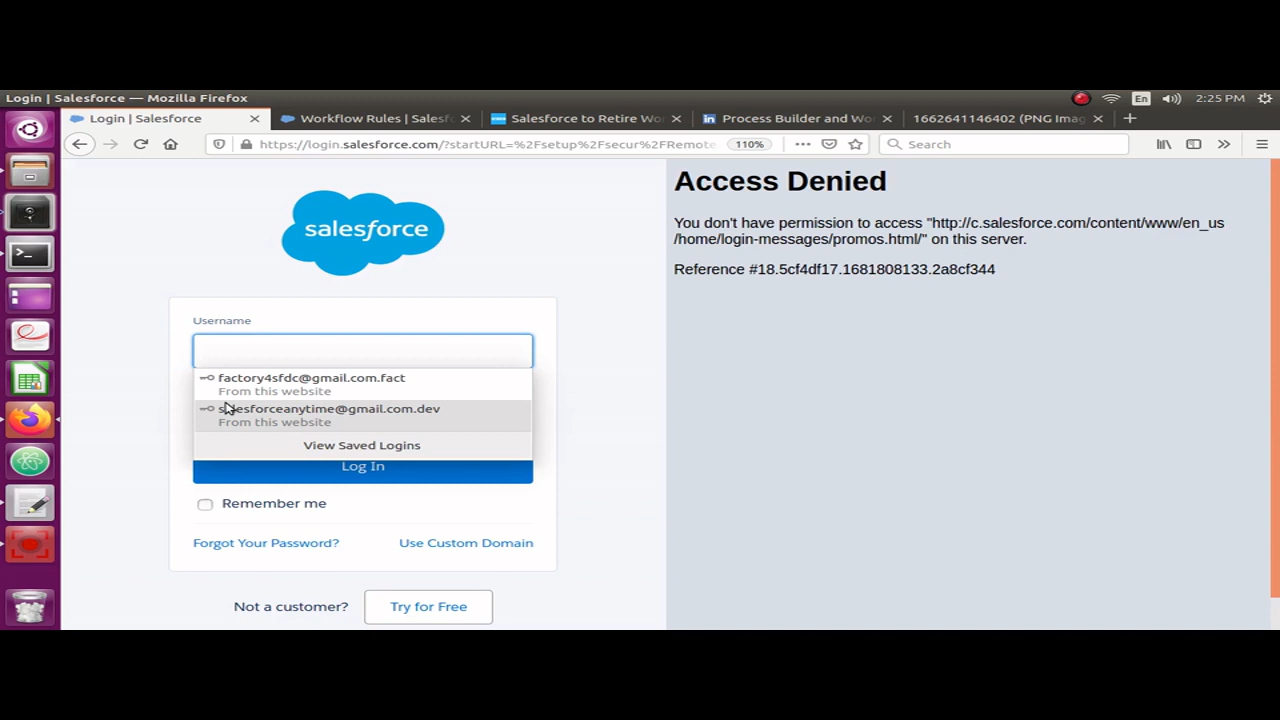 Login | Salesforce — Mozilla Firefox
En
2:25 PM
Login | Salesforce
Workflow Rules | Salesf
Salesforce to Retire Wo
Process Builder and Wo
1662641146402 (PNG Imag
https://login.salesforce.com/?startURL=%2Fsetup%2Fsecur%2FRemote
110%
Search
salesforce
Username
factory4sfdc@gmail.com.fact
From this website
salesforceanytime@gmail.com.dev
From this website
View Saved Logins
Log In
Remember me
Forgot Your Password?
Use Custom Domain
Not a customer?
Try for Free
Access Denied
You don't have permission to access "http://c.salesforce.com/content/www/en_us
/home/login-messages/promos.html/" on this server.
Reference #18.5cf4df17.1681808133.2a8cf344